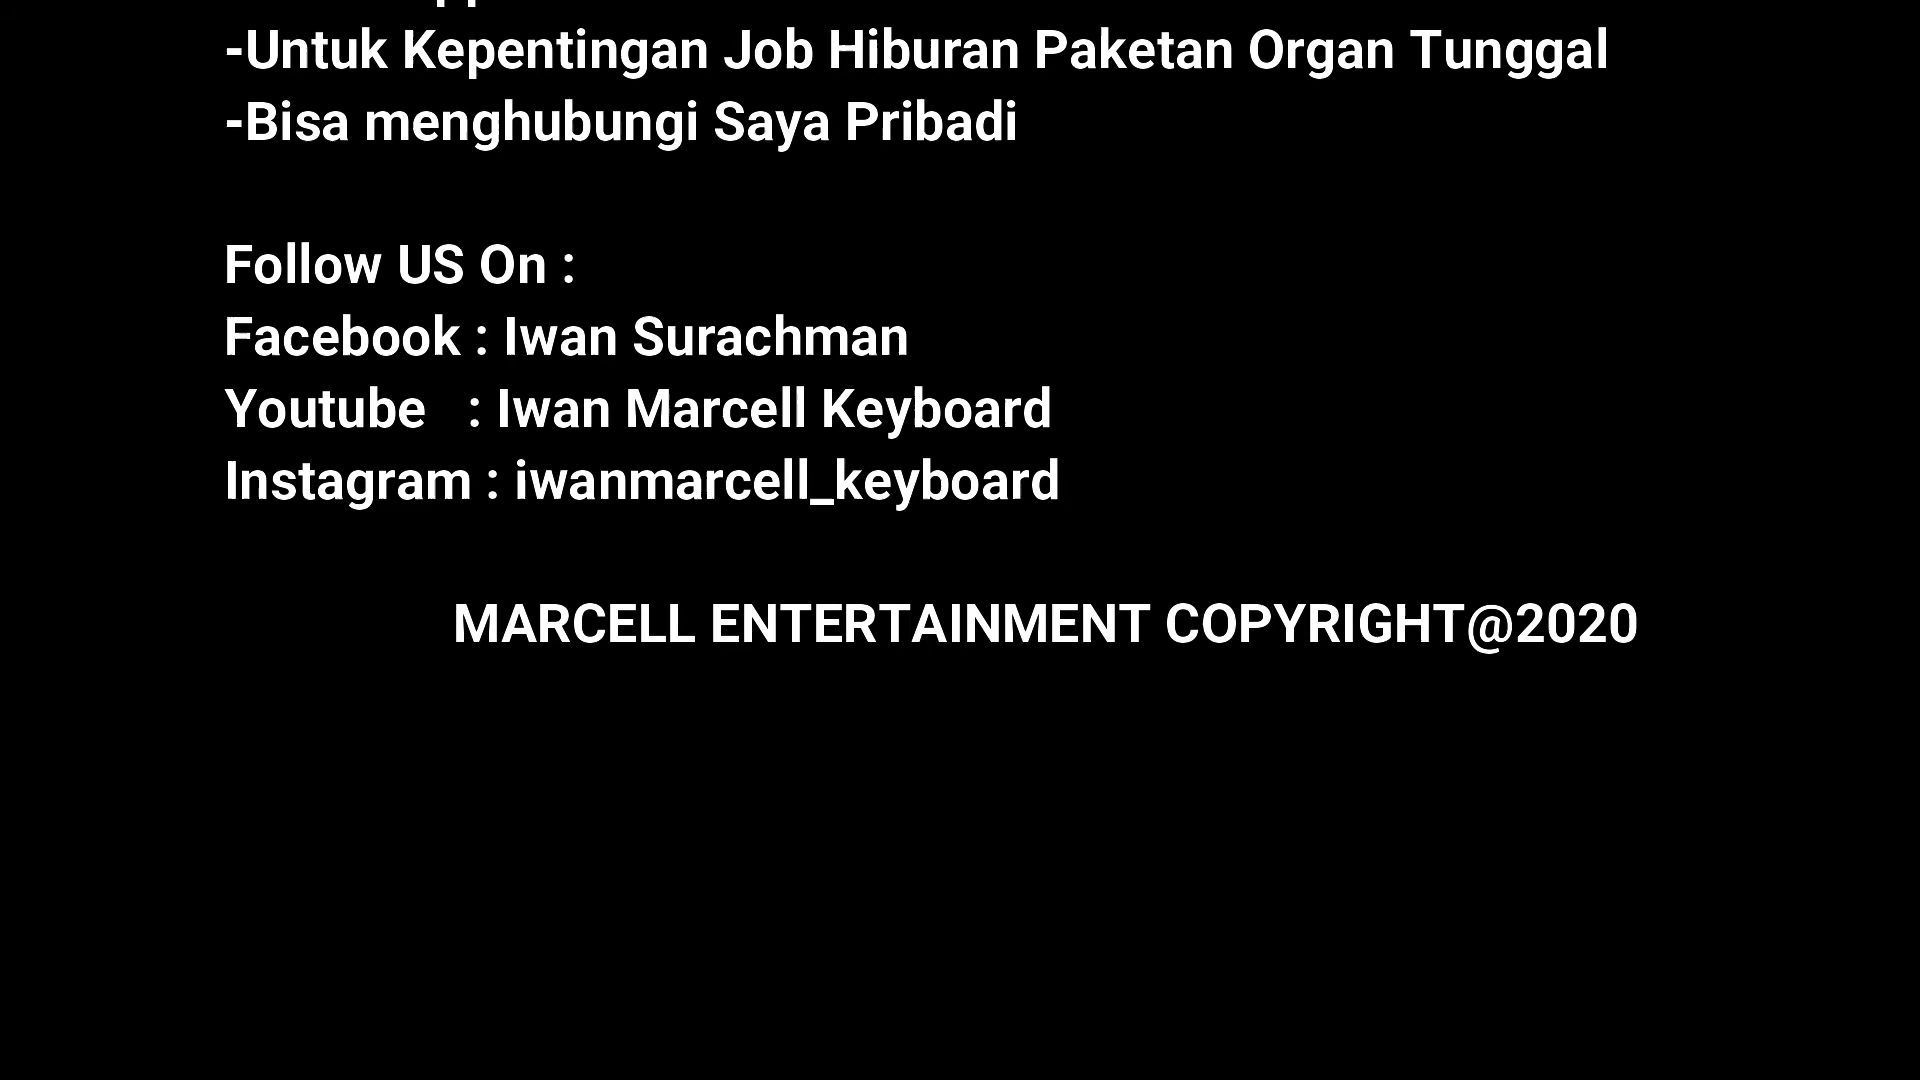 -Untuk Kepentingan Job Hiburan Paketan Organ Tunggal
-Bisa menghubungi Saya Pribadi
Follow US On :
Facebook : Iwan Surachman
Youtube   : Iwan Marcell Keyboard
Instagram : iwanmarcell_keyboard
MARCELL ENTERTAINMENT COPYRIGHT@2020